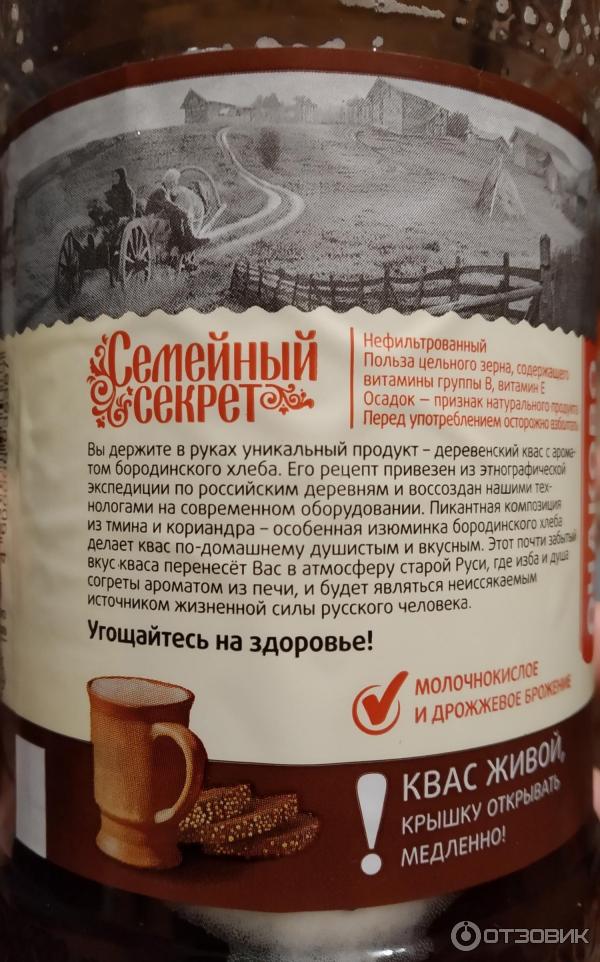 Семейный
секрет
Нефильтрованный
Польза цельного зерна, содержащего
витамины группы В, витамин Е
Осадок — признак натурального продукта
Перед употреблением осторожно взболтать
Вы держите в руках уникальный продукт – деревенский квас с арома-
том бородинского хлеба. Его рецепт привезен из этнографической
экспедиции по российским деревням и воссоздан нашими тех-
нологами на современном оборудовании. Пикантная композиция
из тмина и кориандра – особенная изюминка бородинского хлеба
делает квас по-домашнему душистым и вкусным. Этот почти забытый
вкус кваса перенесёт Вас в атмосферу старой Руси, где изба и душа
согреты ароматом из печи, и будет являться неиссякаемым
источником жизненной силы русского человека.
Угощайтесь на здоровье!
МОЛОЧНОКИСЛОЕ
И ДРОЖЖЕВОЕ БРОЖЕНИЕ
! КВАС ЖИВОЙ,
КРЫШКУ ОТКРЫВАТЬ
МЕДЛЕННО!
ОТЗОВИК